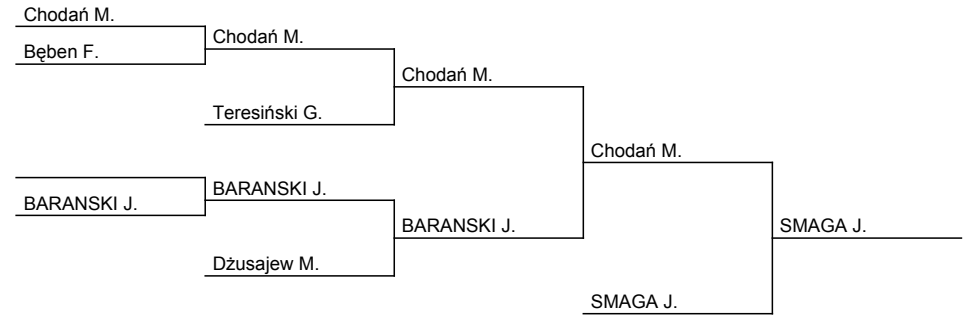 Chodań M.
Bęben F.
Chodań M.
Teresiński G.
Chodań M.
BARANSKI J.
BARANSKI J.
Dżusajew M.
BARANSKI J.
Chodań M.
SMAGA J.
SMAGA J.